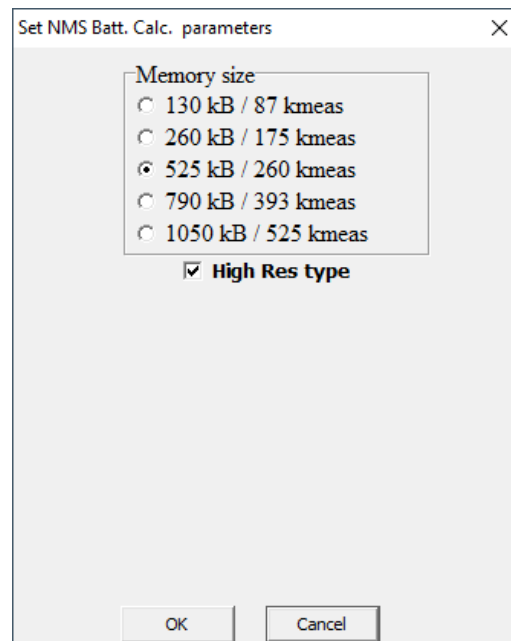 Set NMS Batt. Calc. parameters
Memory size
130 kB / 87 kmeas
260 kB / 175 kmeas
525 kB / 260 kmeas
790 kB / 393 kmeas
1050 kB / 525 kmeas
High Res type
OK Cancel